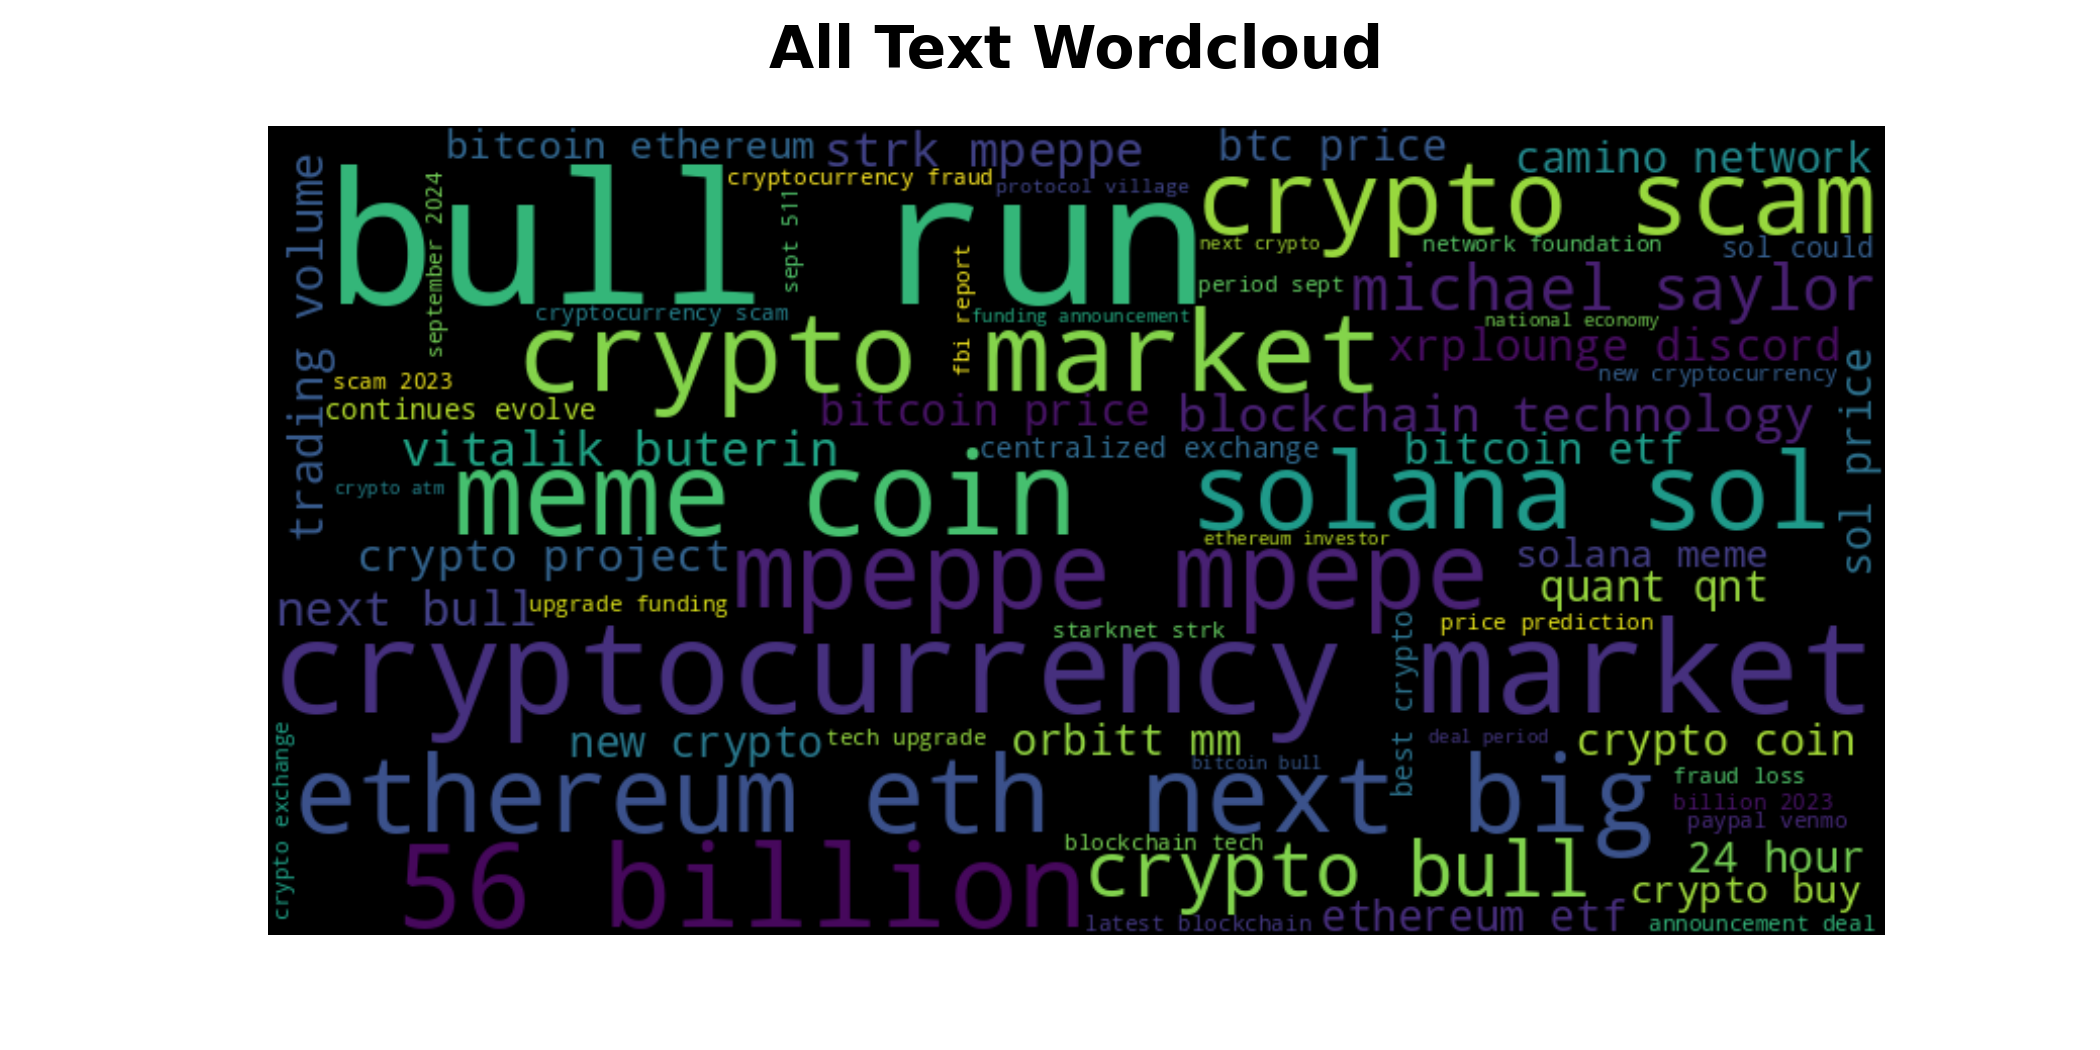 All Text Wordcloud
bitcoin ethereum
strk mpeppe
btc price
camino network
trading volume
bull run
september 2024
cryptocurrency fraud
sept 511
protocol village
crypto scam
next crypto
network foundation
sol could
fbi report
period sept
michael saylor
cryptocurrency scam
funding announcement
national economy
crypto market
xrplounge discord
scam 2023
new cryptocurrency
continues evolve
bitcoin price
blockchain technology
sol price
vitalik buterin
centralized exchange
bitcoin etf
crypto atm
meme coin
solana sol
ethereum investor
crypto project
mpeppe mpepe
solana meme
quant qnt
next bull
upgrade funding
starknet strk
price prediction
best crypto
cryptocurrency market
crypto exchange
new crypto
tech upgrade
orbitt mm
deal period
crypto coin
bitcoin bull
ethereum eth
next big
fraud loss
billion 2023
paypal venmo
56 billion
blockchain tech
crypto bull
24 hour
crypto buy
latest blockchain
ethereum etf
announcement deal